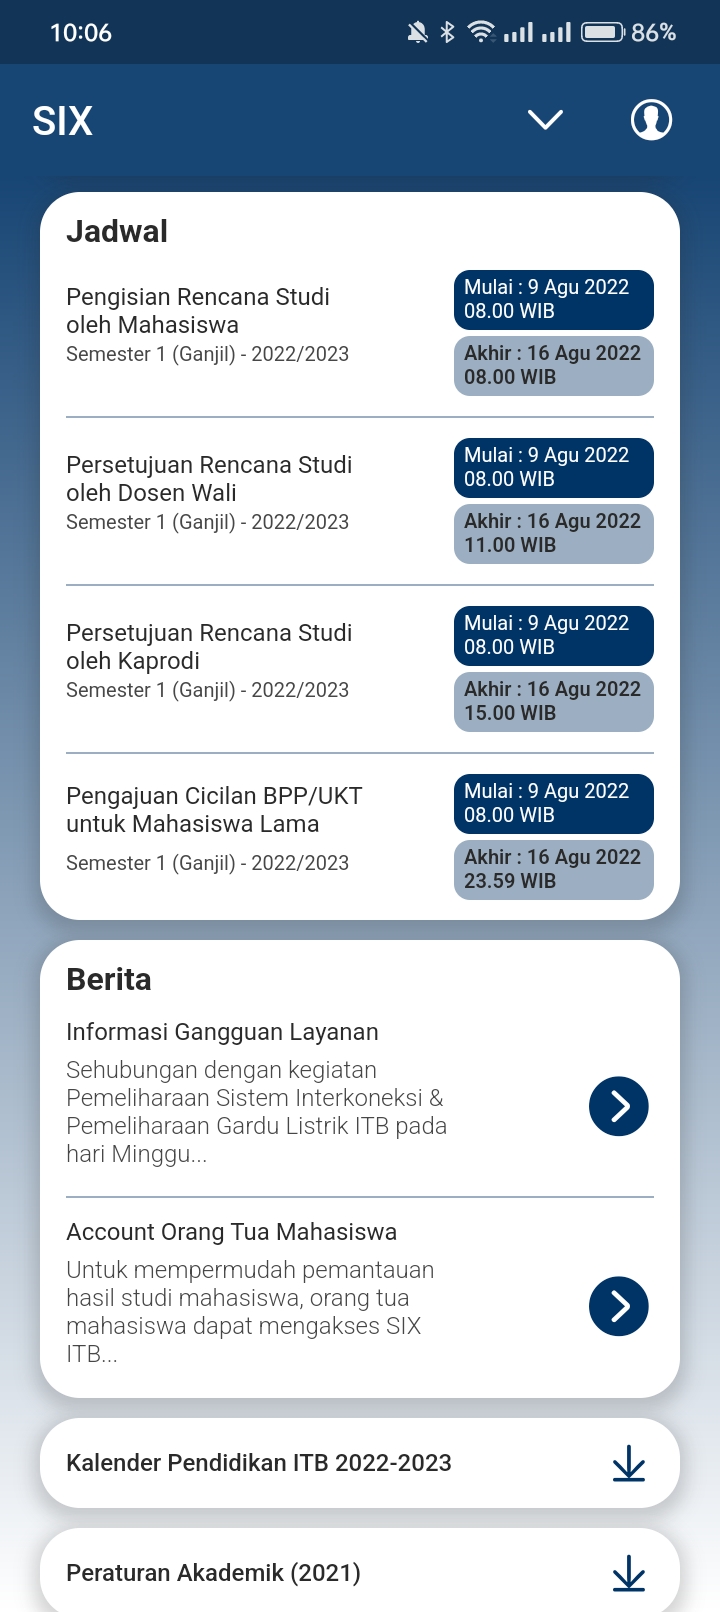 10:06
86%
SIX
Jadwal
Pengisian Rencana Studi
oleh Mahasiswa
Semester 1 (Ganjil) - 2022/2023
Mulai : 9 Agu 2022
08.00 WIB
Akhir : 16 Agu 2022
08.00 WIB
Persetujuan Rencana Studi
oleh Dosen Wali
Semester 1 (Ganjil) - 2022/2023
Mulai : 9 Agu 2022
08.00 WIB
Akhir : 16 Agu 2022
11.00 WIB
Persetujuan Rencana Studi
oleh Kaprodi
Semester 1 (Ganjil) - 2022/2023
Mulai : 9 Agu 2022
08.00 WIB
Akhir : 16 Agu 2022
15.00 WIB
Pengajuan Cicilan BPP/UKT
untuk Mahasiswa Lama
Semester 1 (Ganjil) - 2022/2023
Mulai : 9 Agu 2022
08.00 WIB
Akhir : 16 Agu 2022
23.59 WIB
Berita
Informasi Gangguan Layanan
Sehubungan dengan kegiatan
Pemeliharaan Sistem Interkoneksi &
Pemeliharaan Gardu Listrik ITB pada
hari Minggu...
Account Orang Tua Mahasiswa
Untuk mempermudah pemantauan
hasil studi mahasiswa, orang tua
mahasiswa dapat mengakses SIX
ITB...
Kalender Pendidikan ITB 2022-2023
Peraturan Akademik (2021)